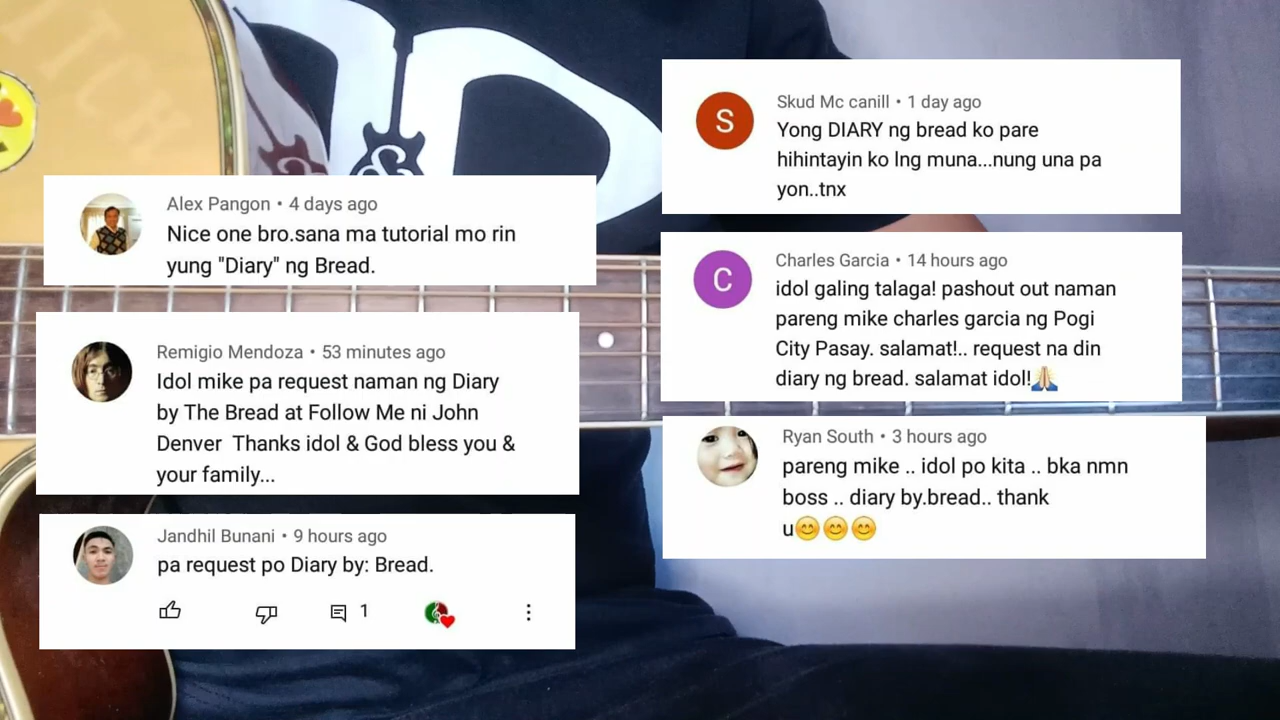 Alex Pangon • 4 days ago
Nice one bro.sana ma tutorial mo rin
yung "Diary" ng Bread.
Remigio Mendoza • 53 minutes ago
Idol mike pa request naman ng Diary
by The Bread at Follow Me ni John
Denver Thanks idol & God bless you &
your family...
Jandhil Bunani • 9 hours ago
pa request po Diary by: Bread.
1
S
Skud Mc canill • 1 day ago
Yong DIARY ng bread ko pare
hihintayin ko lng muna...nung una pa
yon..tnx
C
Charles Garcia • 14 hours ago
idol galing talaga! pashout out naman
pareng mike charles garcia ng Pogi
City Pasay. salamat!.. request na din
diary ng bread. salamat idol!🙏
Ryan South • 3 hours ago
pareng mike .. idol po kita .. bka nmn
boss .. diary by.bread.. thank
u😊😊😊